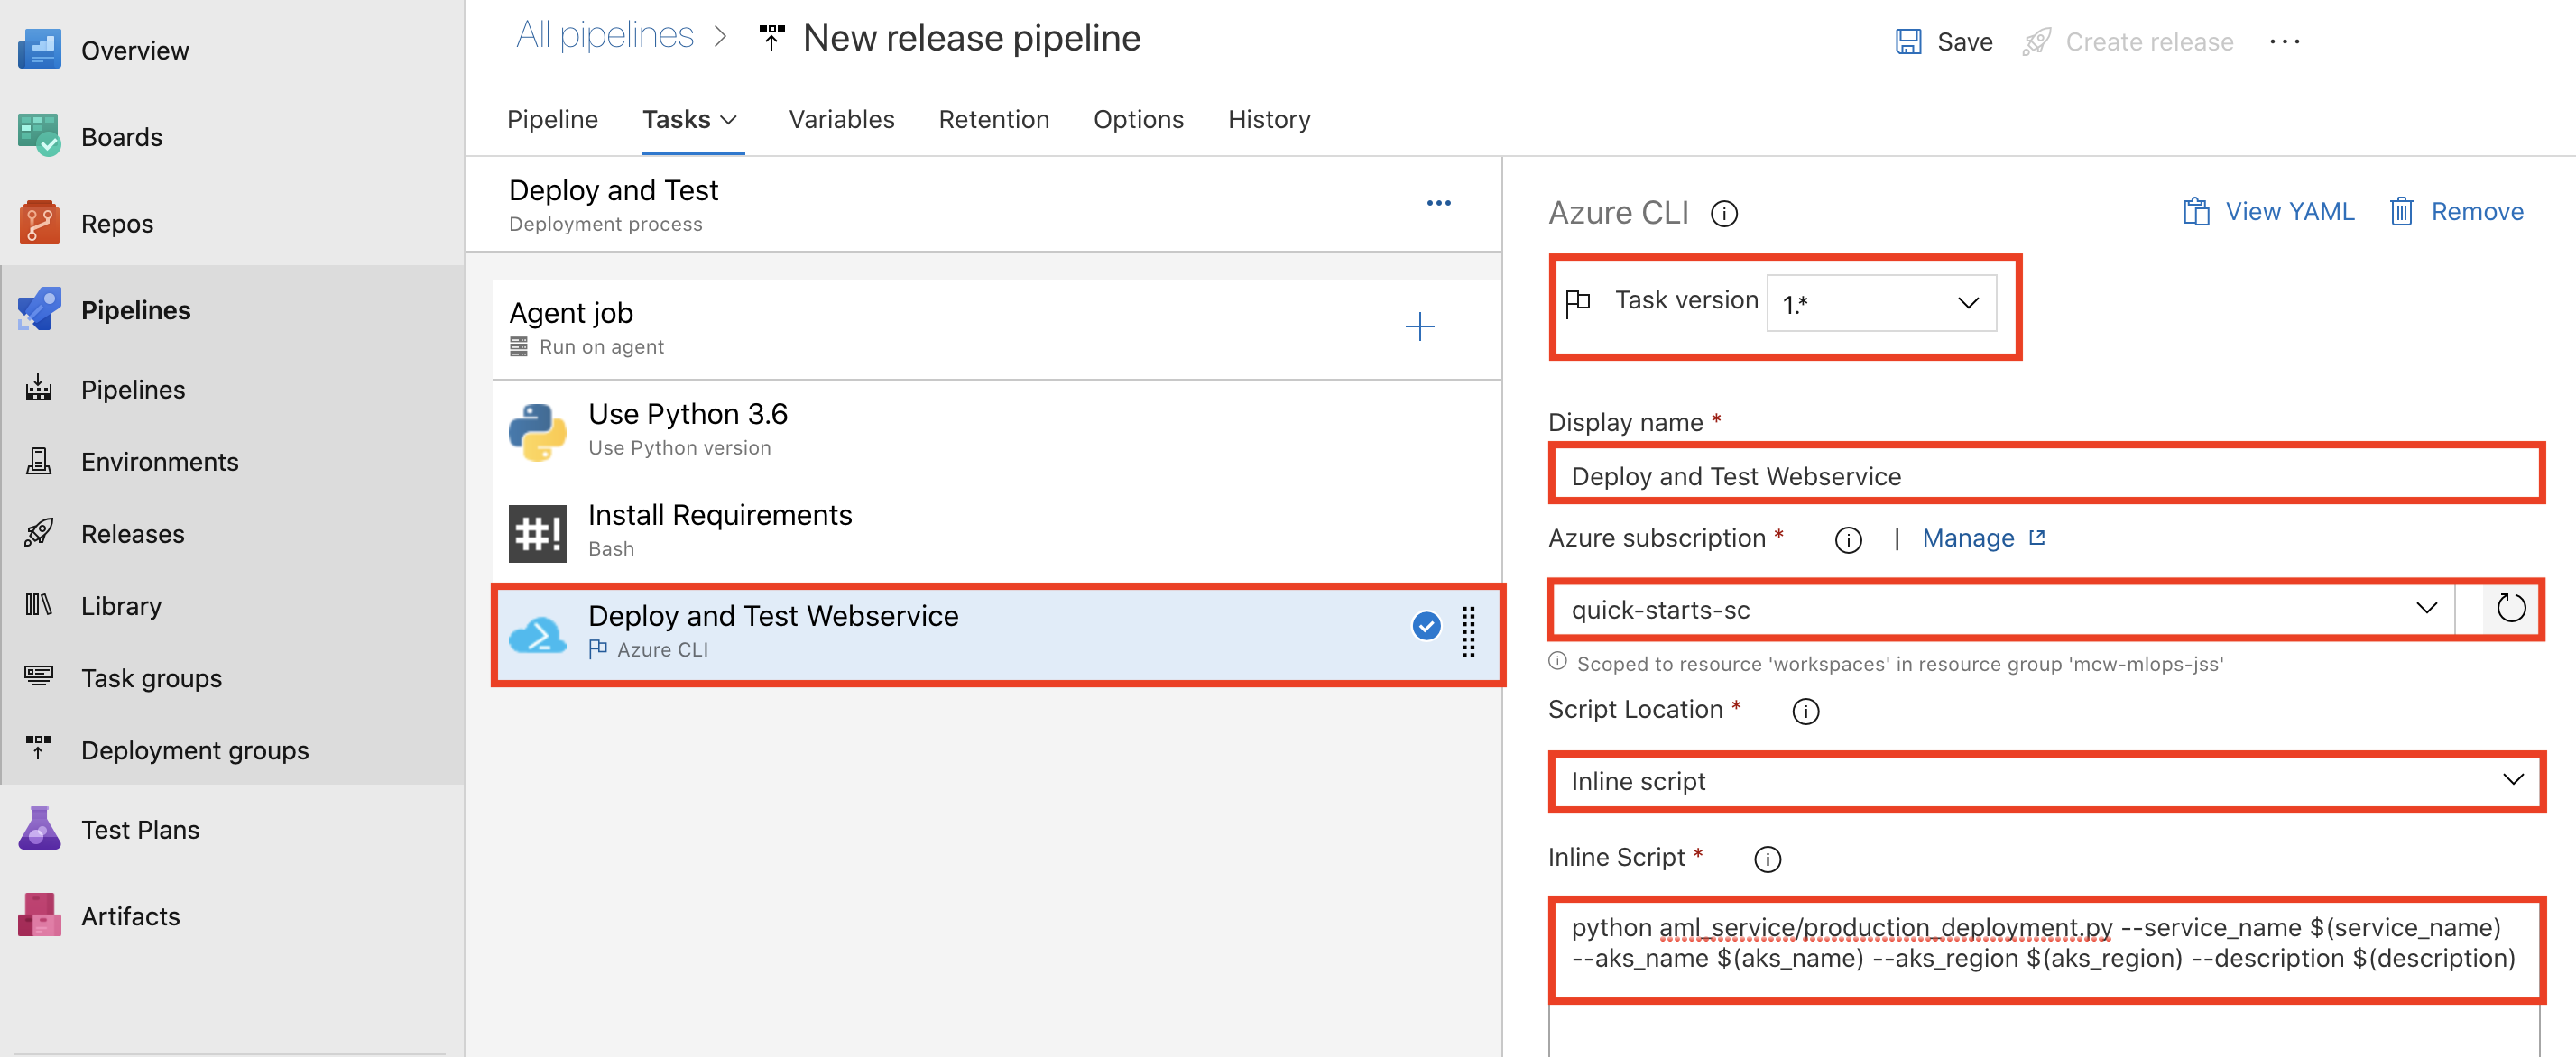 Overview
Boards
Repos
Pipelines
Pipelines
Environments
Releases
Library
Task groups
Deployment groups
Test Plans
Artifacts
All pipelines > New release pipeline
Save
Create release
...
Pipeline
Tasks
Variables
Retention
Options
History
Deploy and Test
Deployment process
Agent job
Run on agent
Use Python 3.6
Use Python version
#!
Install Requirements
Bash
Deploy and Test Webservice
Azure CLI
Azure CLI
View YAML
Remove
Task version 1.*
Display name *
Deploy and Test Webservice
Azure subscription * | Manage
quick-starts-sc
Scoped to resource 'workspaces' in resource group 'mcw-mlops-jss'
Script Location *
Inline script
Inline Script *
python aml_service/production_deployment.py --service_name $(service_name)
--aks_name $(aks_name) --aks_region $(aks_region) --description $(description)